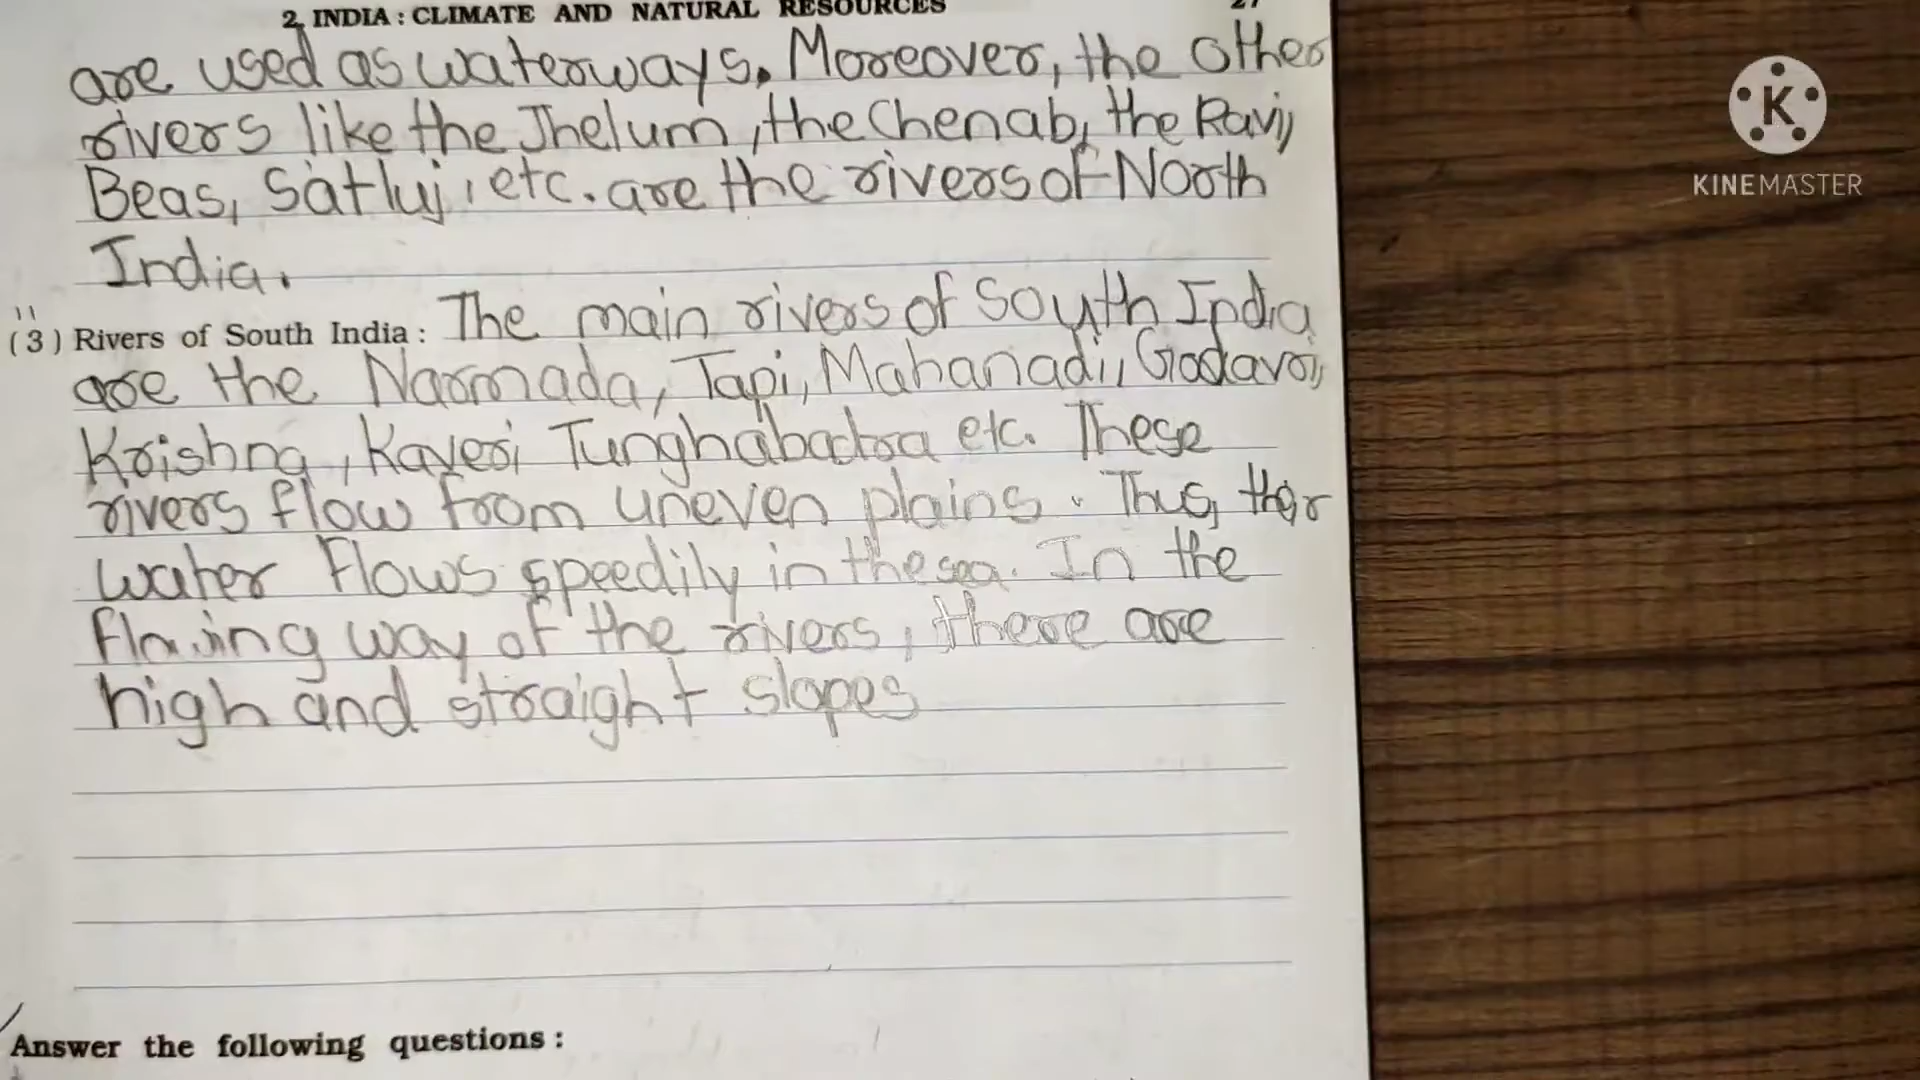 2. INDIA : CLIMATE AND NATURAL RESOURCES 27
are used as waterways. Moreover, the other
rivers like the Jhelum, the Chenab, the Ravi,
Beas, Satluj, etc. are the rivers of North
India.
(3) Rivers of South India : The main rivers of South India
are the Narmada, Tapi, Mahanadi, Godavari,
Krishna, Kaveri Tunghabadra etc. These
rivers flow from uneven plains. Thus, their
water flows speedily in the sea. In the
flowing way of the rivers, there are
high and straight slopes
Answer the following questions :
K
KINEMASTER